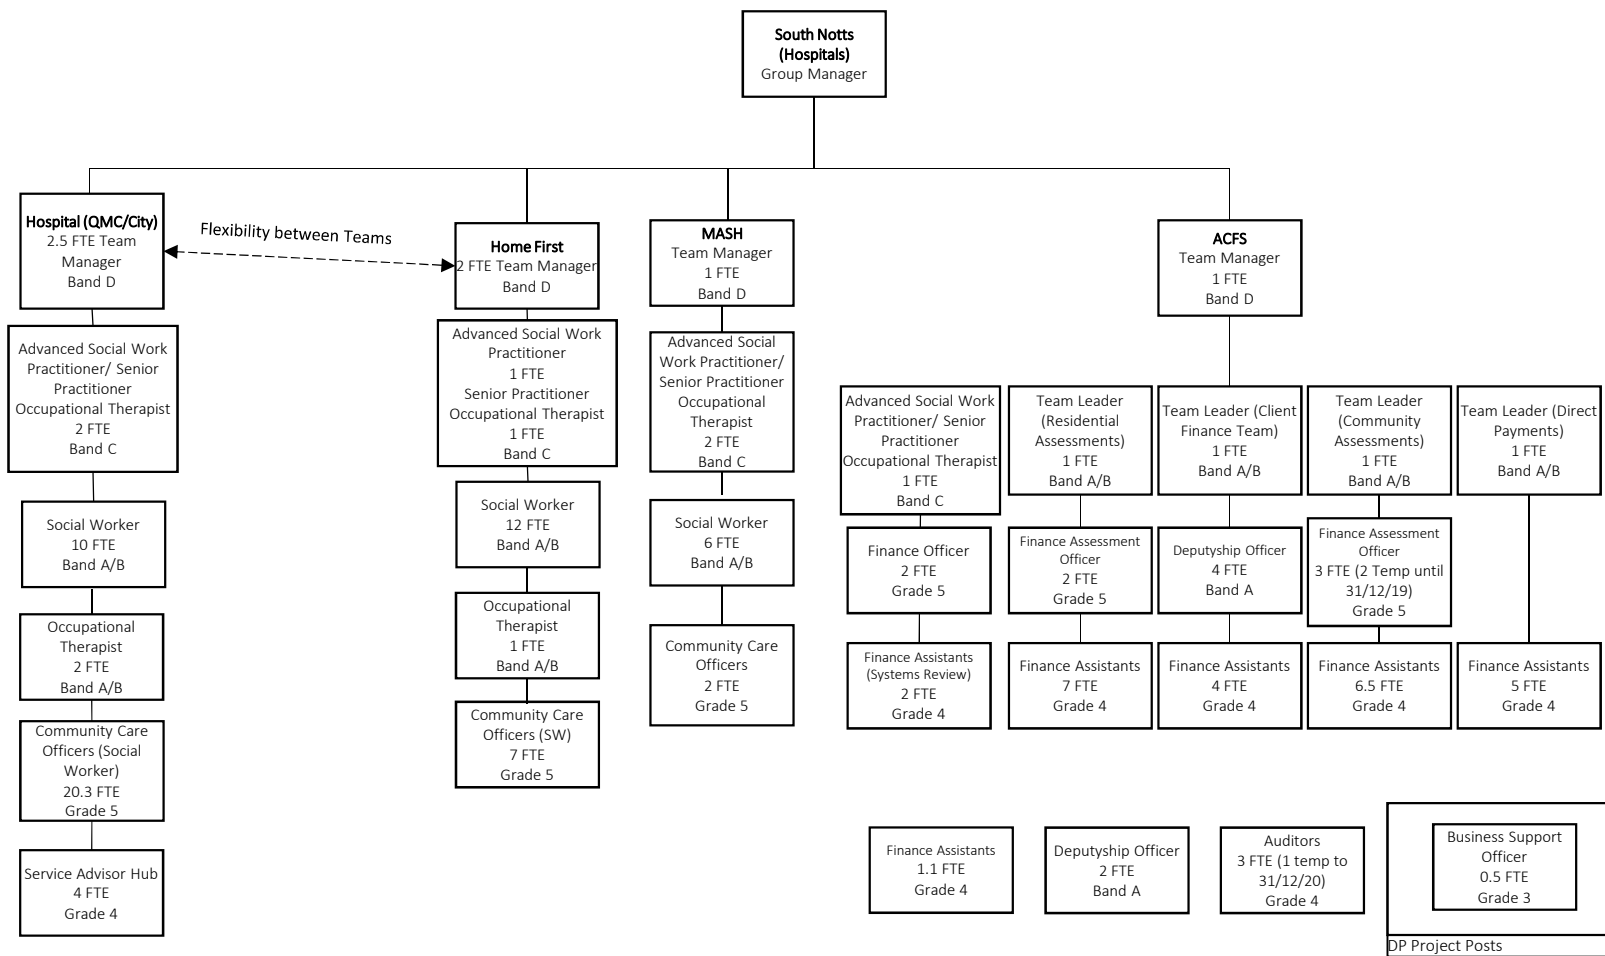 South Notts
(Hospitals)
Group Manager
Hospital (QMC/City)
2.5 FTE Team
Manager
Band D
Flexibility between Teams
Home First
2 FTE Team Manager
Band D
MASH
Team Manager
1 FTE
Band D
ACFS
Team Manager
1 FTE
Band D
Advanced Social Work
Practitioner/ Senior
Practitioner
Occupational Therapist
2 FTE
Band C
Advanced Social Work
Practitioner
1 FTE
Senior Practitioner
Occupational Therapist
1 FTE
Band C
Advanced Social
Work Practitioner/
Senior Practitioner
Occupational
Therapist
2 FTE
Band C
Advanced Social Work
Practitioner/ Senior
Practitioner
Occupational Therapist
1 FTE
Band C
Team Leader
(Residential
Assessments)
1 FTE
Band A/B
Team Leader (Client
Finance Team)
1 FTE
Band A/B
Team Leader
(Community
Assessments)
1 FTE
Band A/B
Team Leader (Direct
Payments)
1 FTE
Band A/B
Social Worker
10 FTE
Band A/B
Social Worker
12 FTE
Band A/B
Social Worker
6 FTE
Band A/B
Finance Officer
2 FTE
Grade 5
Finance Assessment
Officer
2 FTE
Grade 5
Deputyship Officer
4 FTE
Band A
Finance Assessment
Officer
3 FTE (2 Temp until
31/12/19)
Grade 5
Occupational
Therapist
2 FTE
Band A/B
Occupational
Therapist
1 FTE
Band A/B
Community Care
Officers
2 FTE
Grade 5
Finance Assistants
(Systems Review)
2 FTE
Grade 4
Finance Assistants
7 FTE
Grade 4
Finance Assistants
4 FTE
Grade 4
Finance Assistants
6.5 FTE
Grade 4
Finance Assistants
5 FTE
Grade 4
Community Care
Officers (Social
Worker)
20.3 FTE
Grade 5
Community Care
Officers (SW)
7 FTE
Grade 5
Service Advisor Hub
4 FTE
Grade 4
Finance Assistants
1.1 FTE
Grade 4
Deputyship Officer
2 FTE
Band A
Auditors
3 FTE (1 temp to
31/12/20)
Grade 4
Business Support
Officer
0.5 FTE
Grade 3
DP Project Posts